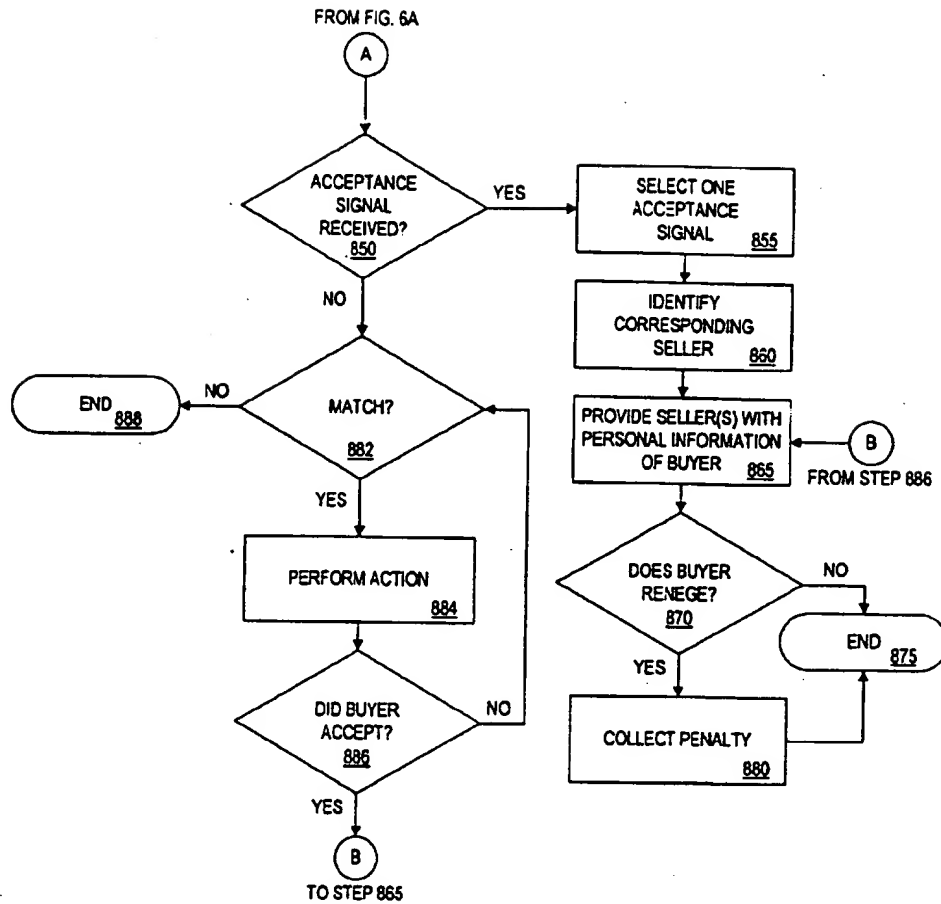 FROM FIG. 6A
A
ACCEPTANCE
SIGNAL
RECEIVED?
850
YES
NO
SELECT ONE
ACCEPTANCE
SIGNAL
855
IDENTIFY
CORRESPONDING
SELLER
860
END
888
NO
MATCH?
882
YES
PROVIDE SELLER(S) WITH
PERSONAL INFORMATION
OF BUYER
865
B
FROM STEP 886
PERFORM ACTION
884
DOES BUYER
RENEGE?
870
NO
YES
END
875
DID BUYER
ACCEPT?
886
NO
YES
COLLECT PENALTY
880
B
TO STEP 865